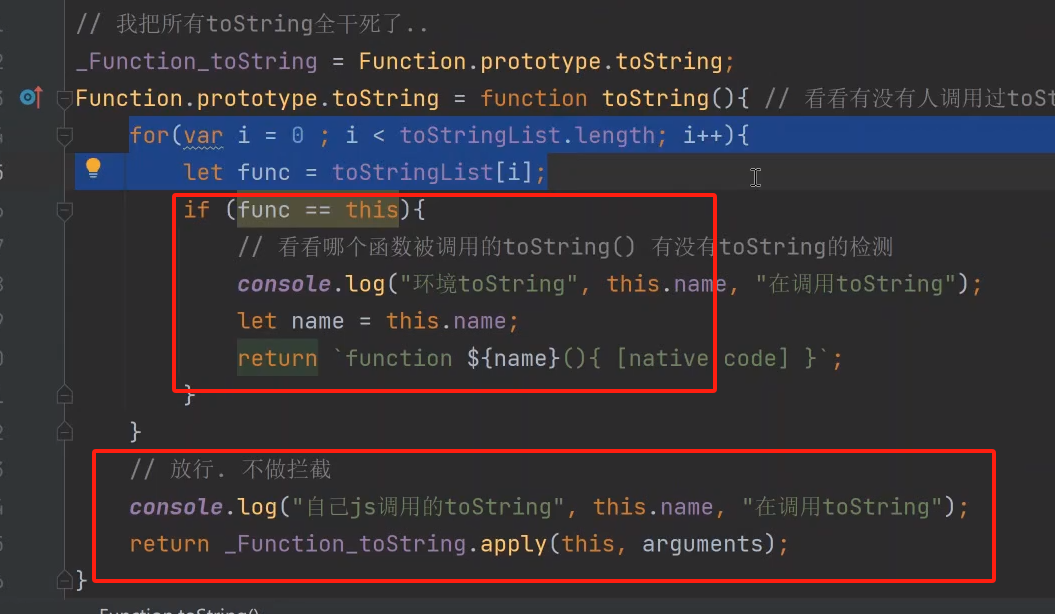 // 我把所有toString全干死了..
_Function_toString = Function.prototype.toString;
Function.prototype.toString = function toString(){ // 看看有没有人调用过toSt
for(var i = 0 ; i < toStringList.length; i++){
let func = toStringList[i];
if (func == this){
// 看看哪个函数被调用的toString() 有没有toString的检测
console.log("环境toString", this.name, "在调用toString");
let name = this.name;
return `function ${name}(){ [native code] }`;
}
}
// 放行. 不做拦截
console.log("自己js调用的toString", this.name, "在调用toString");
return _Function_toString.apply(this, arguments);
}
Function.toString()